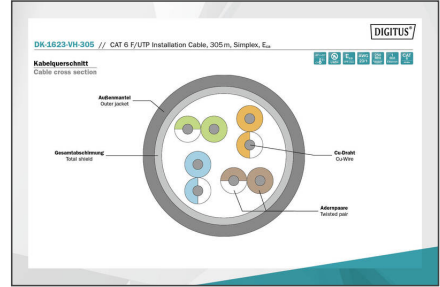 DIGITUS®
DK-1623-VH-305 // CAT 6 F/UTP Installation Cable, 305 m, Simplex, Eca
Kabelquerschnitt
Cable cross section
Außenmantel
Outer jacket
Gesamtabschirmung
Total shield
Cu-Draht
Cu-Wire
Adernpaare
Twisted pair